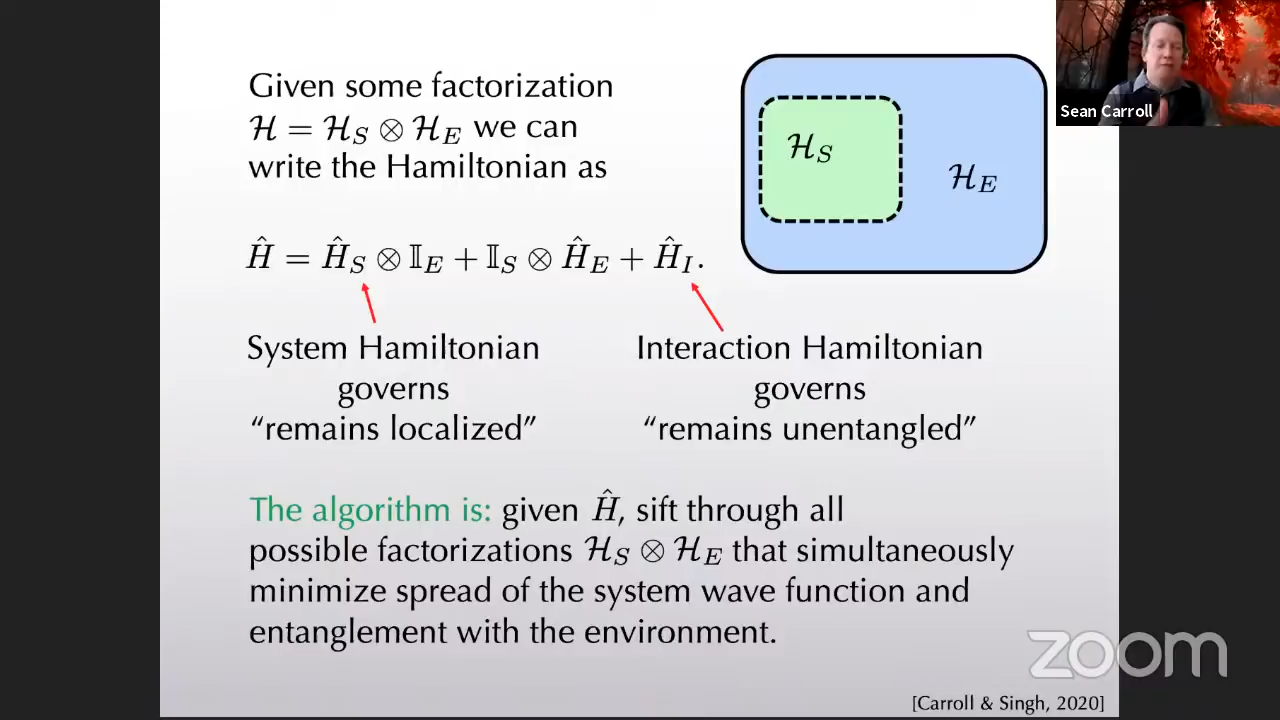 Given some factorization
ℋ = ℋ_S ⊗ ℋ_E we can
write the Hamiltonian as
ℋ_S
ℋ_E
Sean Carroll
Ĥ = Ĥ_S ⊗ 𝕀_E + 𝕀_S ⊗ Ĥ_E + Ĥ_I.
System Hamiltonian
governs
“remains localized”
Interaction Hamiltonian
governs
“remains unentangled”
The algorithm is: given Ĥ, sift through all
possible factorizations ℋ_S ⊗ ℋ_E that simultaneously
minimize spread of the system wave function and
entanglement with the environment.
zoom
[Carroll & Singh, 2020]